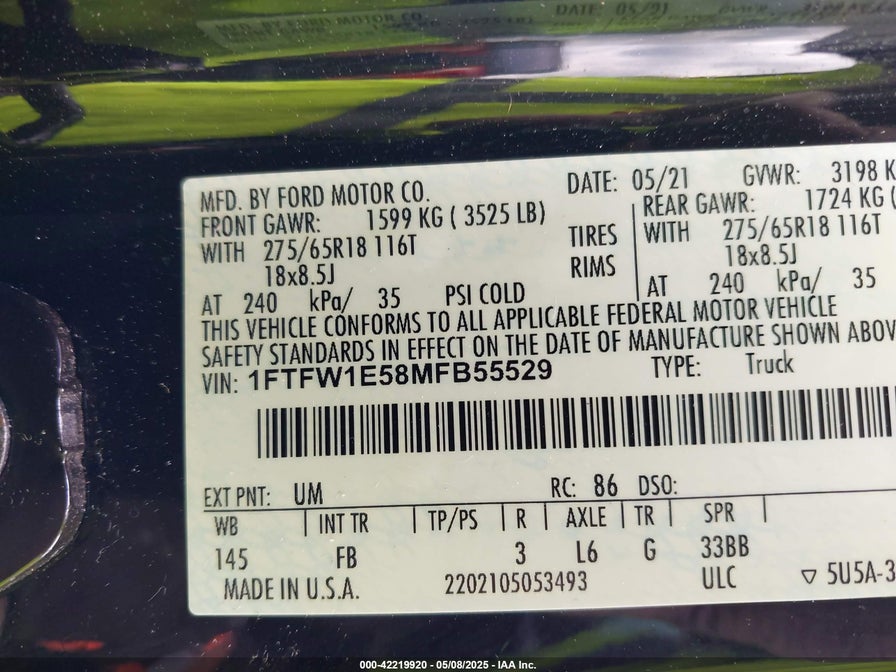 MFD. BY FORD MOTOR CO. DATE: 05/21 GVWR: 3198 K
FRONT GAWR: 1599 KG ( 3525 LB) REAR GAWR: 1724 KG (
WITH 275/65R18 116T TIRES WITH 275/65R18 116T
18x8.5J RIMS 18x8.5J
AT 240 kPa/ 35 PSI COLD AT 240 kPa/ 35
THIS VEHICLE CONFORMS TO ALL APPLICABLE FEDERAL MOTOR VEHICLE
SAFETY STANDARDS IN EFFECT ON THE DATE OF MANUFACTURE SHOWN ABOV
VIN: 1FTFW1E58MFB55529 TYPE: Truck
EXT PNT: UM RC: 86 DSO:
WB INT TR TP/PS R AXLE TR SPR
145 FB 3 L6 G 33BB
MADE IN U.S.A. 2202105053493 ULC ▽ 5U5A-3
000-42219920 - 05/08/2025 - IAA Inc.